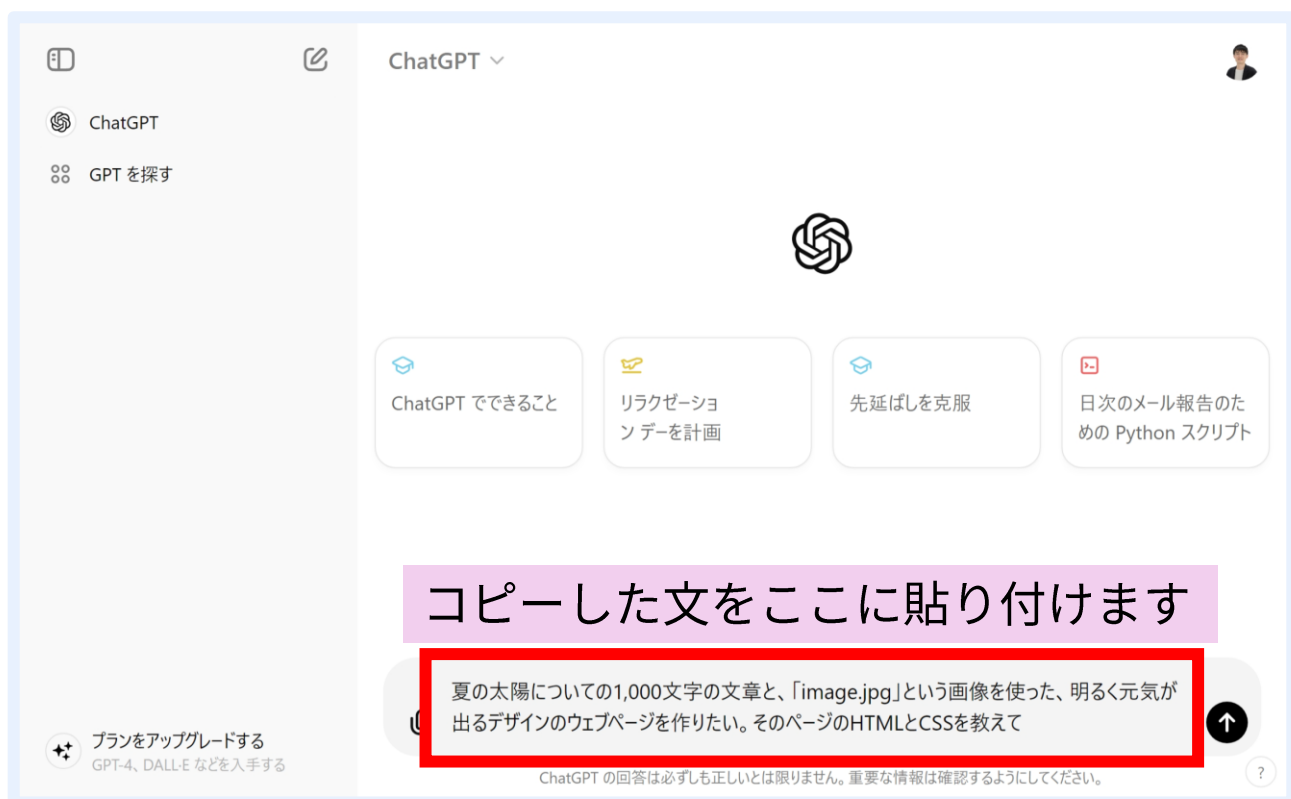 ChatGPT
ChatGPT
GPT を探す
ChatGPT でできること
リラクゼーショ
ン デーを計画
先延ばしを克服
日次のメール報告のた
めの Python スクリプト
コピーした文をここに貼り付けます
夏の太陽についての1,000文字の文章と、「image.jpg」という画像を使った、明るく元気が
出るデザインのウェブページを作りたい。そのページのHTMLとCSSを教えて
プランをアップグレードする
GPT-4、DALL·E などを入手する
ChatGPT の回答は必ずしも正しいとは限りません。重要な情報は確認するようにしてください。
?